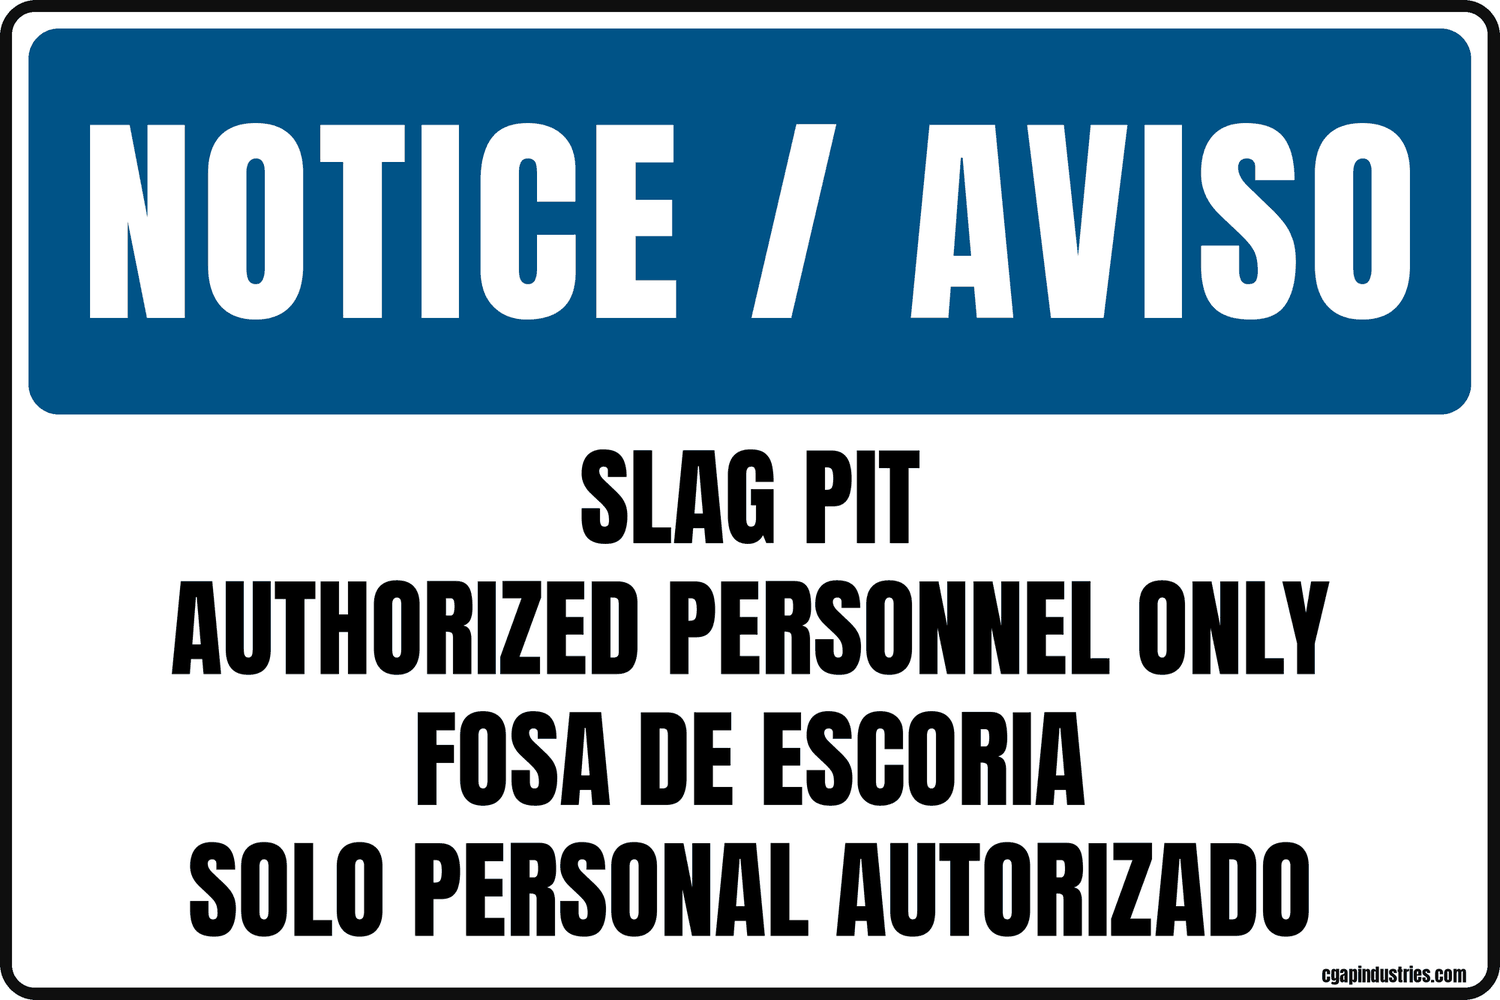 NOTICE / AVISO
SLAG PIT
AUTHORIZED PERSONNEL ONLY
FOSA DE ESCORIA
SOLO PERSONAL AUTORIZADO
cgapindustries.com